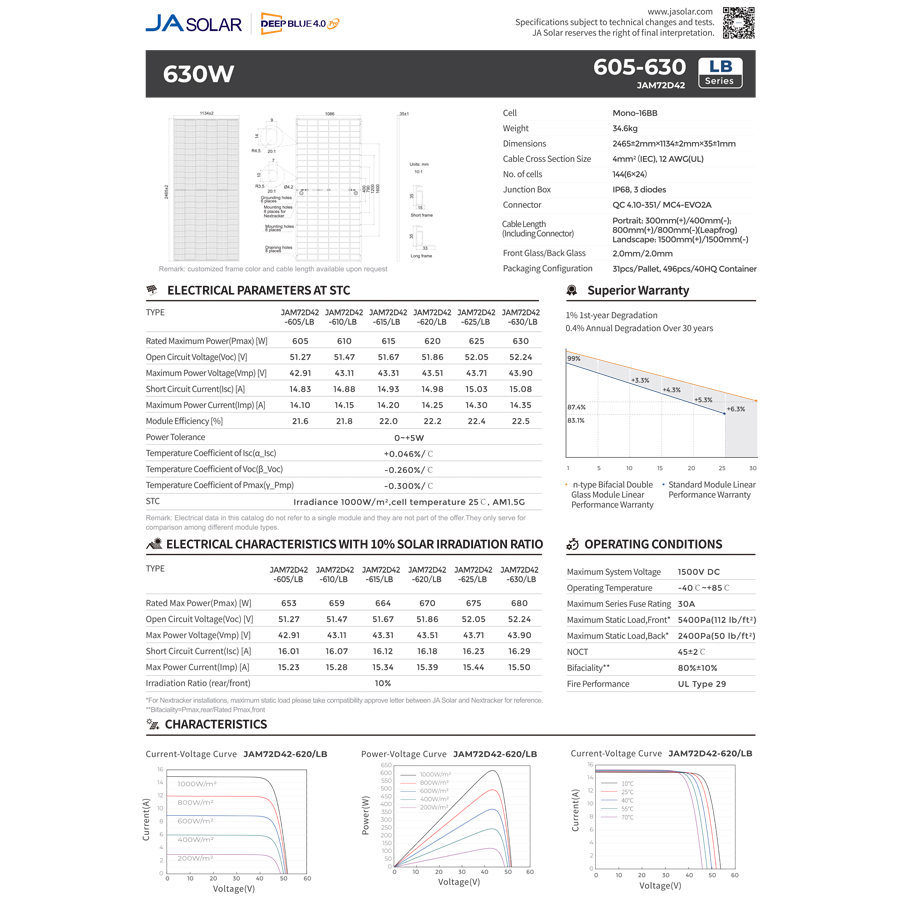 JA SOLAR DEEP BLUE 4.0 Pro
www.jasolar.com
Specifications subject to technical changes and tests.
JA Solar reserves the right of final interpretation.
630W
605-630
JAM72D42
LB
Series
1134±2
1086
35±1
2465±2
Units: mm
Grounding holes
Mounting holes
Nextracker
Mounting holes
Draining holes
Short frame
Long frame
Remark: customized frame color and cable length available upon request
Cell Mono-16BB
Weight 34.6kg
Dimensions 2465±2mm×1134±2mm×35±1mm
Cable Cross Section Size 4mm² (IEC), 12 AWG(UL)
No. of cells 144(6×24)
Junction Box IP68, 3 diodes
Connector QC 4.10-351/ MC4-EVO2A
Cable Length
(Including Connector)
Portrait: 300mm(+)/400mm(-);
800mm(+)/800mm(-)(Leapfrog)
Landscape: 1500mm(+)/1500mm(-)
Front Glass/Back Glass 2.0mm/2.0mm
Packaging Configuration 31pcs/Pallet, 496pcs/40HQ Container
ELECTRICAL PARAMETERS AT STC
TYPE JAM72D42 JAM72D42 JAM72D42 JAM72D42 JAM72D42 JAM72D42
-605/LB -610/LB -615/LB -620/LB -625/LB -630/LB
Rated Maximum Power(Pmax) [W] 605 610 615 620 625 630
Open Circuit Voltage(Voc) [V] 51.27 51.47 51.67 51.86 52.05 52.24
Maximum Power Voltage(Vmp) [V] 42.91 43.11 43.31 43.51 43.71 43.90
Short Circuit Current(Isc) [A] 14.83 14.88 14.93 14.98 15.03 15.08
Maximum Power Current(Imp) [A] 14.10 14.15 14.20 14.25 14.30 14.35
Module Efficiency [%] 21.6 21.8 22.0 22.2 22.4 22.5
Power Tolerance 0~+5W
Temperature Coefficient of Isc(α_Isc) +0.046%/℃
Temperature Coefficient of Voc(β_Voc) -0.260%/℃
Temperature Coefficient of Pmax(γ_Pmp) -0.300%/℃
STC Irradiance 1000W/m²,cell temperature 25℃, AM1.5G
Remark: Electrical data in this catalog do not refer to a single module and they are not part of the offer.They only serve for
comparison among different module types.
Superior Warranty
1% 1st-year Degradation
0.4% Annual Degradation Over 30 years
99%
+3.3%
+4.3%
+5.3%
+6.3%
87.4%
83.1%
1 5 10 15 20 25 30
n-type Bifacial Double
Glass Module Linear
Performance Warranty
Standard Module Linear
Performance Warranty
ELECTRICAL CHARACTERISTICS WITH 10% SOLAR IRRADIATION RATIO
TYPE JAM72D42 JAM72D42 JAM72D42 JAM72D42 JAM72D42 JAM72D42
-605/LB -610/LB -615/LB -620/LB -625/LB -630/LB
Rated Max Power(Pmax) [W] 653 659 664 670 675 680
Open Circuit Voltage(Voc) [V] 51.27 51.47 51.67 51.86 52.05 52.24
Max Power Voltage(Vmp) [V] 42.91 43.11 43.31 43.51 43.71 43.90
Short Circuit Current(Isc) [A] 16.01 16.07 16.12 16.18 16.23 16.29
Max Power Current(Imp) [A] 15.23 15.28 15.34 15.39 15.44 15.50
Irradiation Ratio (rear/front) 10%
*For Nextracker installations, maximum static load please take compatibility approve letter between JA Solar and Nextracker for reference.
**Bifaciality=Pmax,rear/Rated Pmax,front
OPERATING CONDITIONS
Maximum System Voltage 1500V DC
Operating Temperature -40℃~+85℃
Maximum Series Fuse Rating 30A
Maximum Static Load,Front* 5400Pa(112 lb/ft²)
Maximum Static Load,Back* 2400Pa(50 lb/ft²)
NOCT 45±2℃
Bifaciality** 80%±10%
Fire Performance UL Type 29
CHARACTERISTICS
Current-Voltage Curve JAM72D42-620/LB
Current(A)
16
14
12
10
8
6
4
2
0
1000W/m²
800W/m²
600W/m²
400W/m²
200W/m²
0 10 20 30 40 50 60
Voltage(V)
Power-Voltage Curve JAM72D42-620/LB
Power(W)
650
600
550
500
450
400
350
300
250
200
150
100
50
0
1000W/m²
800W/m²
600W/m²
400W/m²
200W/m²
0 10 20 30 40 50 60
Voltage(V)
Current-Voltage Curve JAM72D42-620/LB
Current(A)
16
14
12
10
8
6
4
2
0
10℃
25℃
40℃
55℃
70℃
0 10 20 30 40 50 60
Voltage(V)